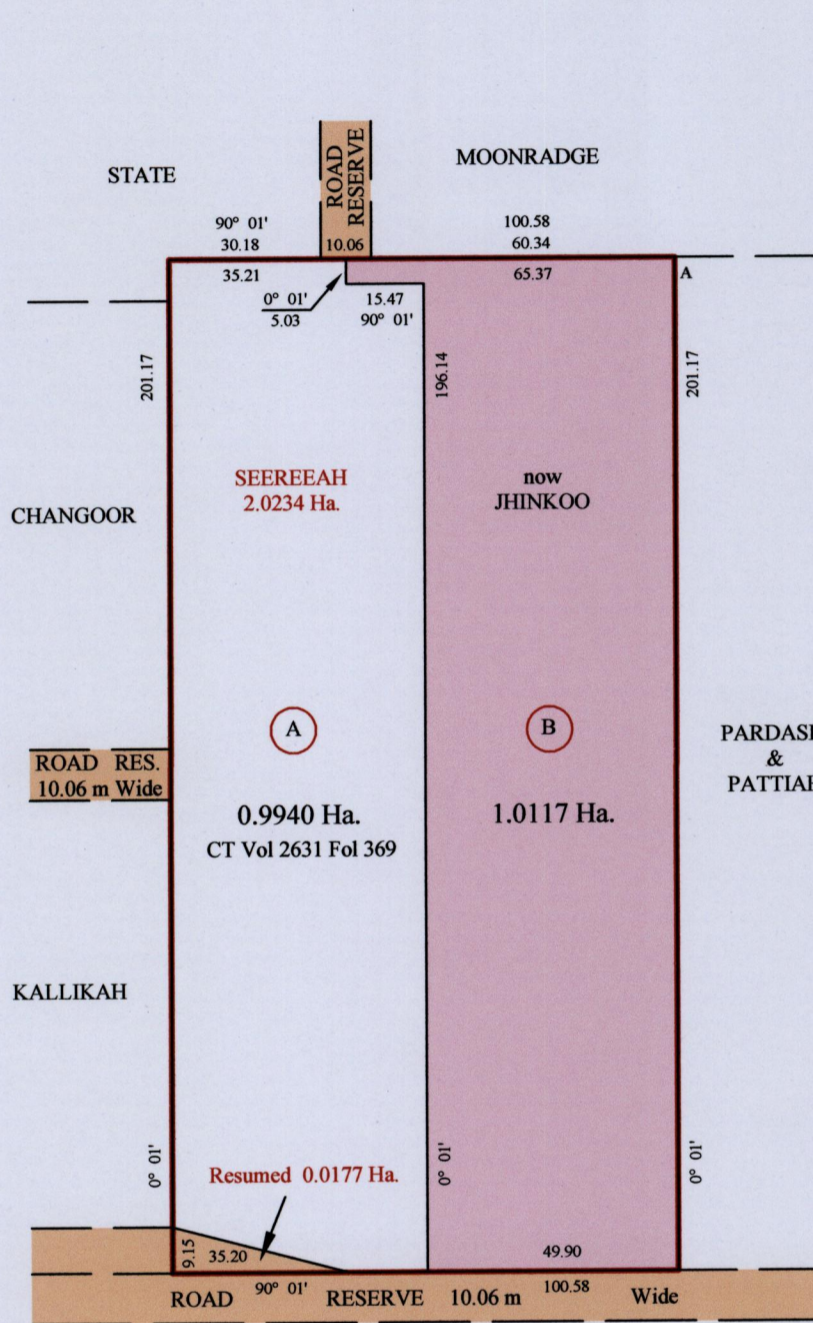 STATE
ROAD
RESERVE
MOONRADGE
90° 01'
30.18
10.06
100.58
60.34
35.21
65.37
A
0° 01'
5.03
15.47
90° 01'
201.17
196.14
201.17
SEEREEAH
2.0234 Ha.
now
JHINKOO
CHANGOOR
A
B
ROAD RES.
10.06 m Wide
PARDASI
&
0.9940 Ha.
CT Vol 2631 Fol 369
1.0117 Ha.
KALLIKAH
0° 01'
0° 01'
0° 01'
Resumed 0.0177 Ha.
9.15
35.20
49.90
90° 01'
100.58
ROAD RESERVE 10.06 m Wide